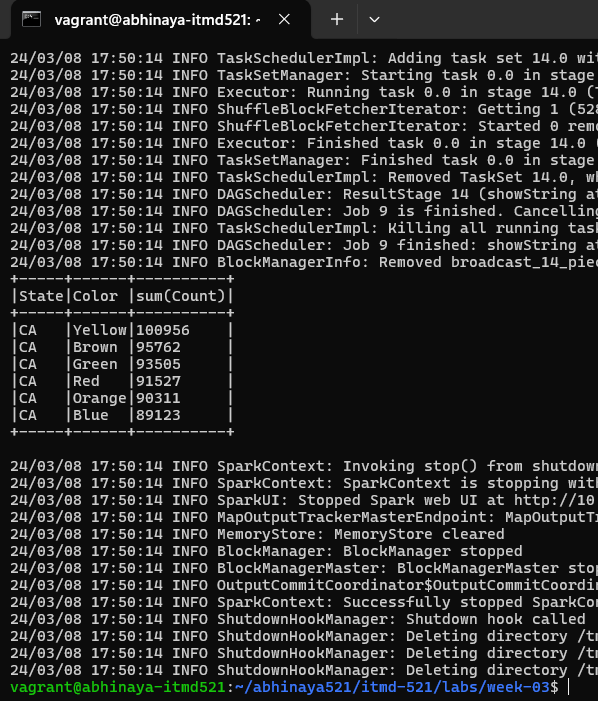 vagrant@abhinaya-itmd521: ~
24/03/08 17:50:14 INFO TaskSchedulerImpl: Adding task set 14.0 wit
24/03/08 17:50:14 INFO TaskSetManager: Starting task 0.0 in stage
24/03/08 17:50:14 INFO Executor: Running task 0.0 in stage 14.0 (T
24/03/08 17:50:14 INFO ShuffleBlockFetcherIterator: Getting 1 (528
24/03/08 17:50:14 INFO ShuffleBlockFetcherIterator: Started 0 remo
24/03/08 17:50:14 INFO Executor: Finished task 0.0 in stage 14.0 (
24/03/08 17:50:14 INFO TaskSetManager: Finished task 0.0 in stage
24/03/08 17:50:14 INFO TaskSchedulerImpl: Removed TaskSet 14.0, wh
24/03/08 17:50:14 INFO DAGScheduler: ResultStage 14 (showString at
24/03/08 17:50:14 INFO DAGScheduler: Job 9 is finished. Cancelling
24/03/08 17:50:14 INFO TaskSchedulerImpl: Killing all running task
24/03/08 17:50:14 INFO DAGScheduler: Job 9 finished: showString at
24/03/08 17:50:14 INFO BlockManagerInfo: Removed broadcast_14_piec
+-----+------+----------+
|State|Color |sum(Count)|
+-----+------+----------+
|CA   |Yellow|100956    |
|CA   |Brown |95762     |
|CA   |Green |93505     |
|CA   |Red   |91527     |
|CA   |Orange|90311     |
|CA   |Blue  |89123     |
+-----+------+----------+
24/03/08 17:50:14 INFO SparkContext: Invoking stop() from shutdown
24/03/08 17:50:14 INFO SparkContext: SparkContext is stopping with
24/03/08 17:50:14 INFO SparkUI: Stopped Spark web UI at http://10
24/03/08 17:50:14 INFO MapOutputTrackerMasterEndpoint: MapOutputTr
24/03/08 17:50:14 INFO MemoryStore: MemoryStore cleared
24/03/08 17:50:14 INFO BlockManager: BlockManager stopped
24/03/08 17:50:14 INFO BlockManagerMaster: BlockManagerMaster stop
24/03/08 17:50:14 INFO OutputCommitCoordinator$OutputCommitCoordin
24/03/08 17:50:14 INFO SparkContext: Successfully stopped SparkCon
24/03/08 17:50:14 INFO ShutdownHookManager: Shutdown hook called
24/03/08 17:50:14 INFO ShutdownHookManager: Deleting directory /tm
24/03/08 17:50:14 INFO ShutdownHookManager: Deleting directory /tm
24/03/08 17:50:14 INFO ShutdownHookManager: Deleting directory /tm
vagrant@abhinaya-itmd521:~/abhinaya521/itmd-521/labs/week-03$